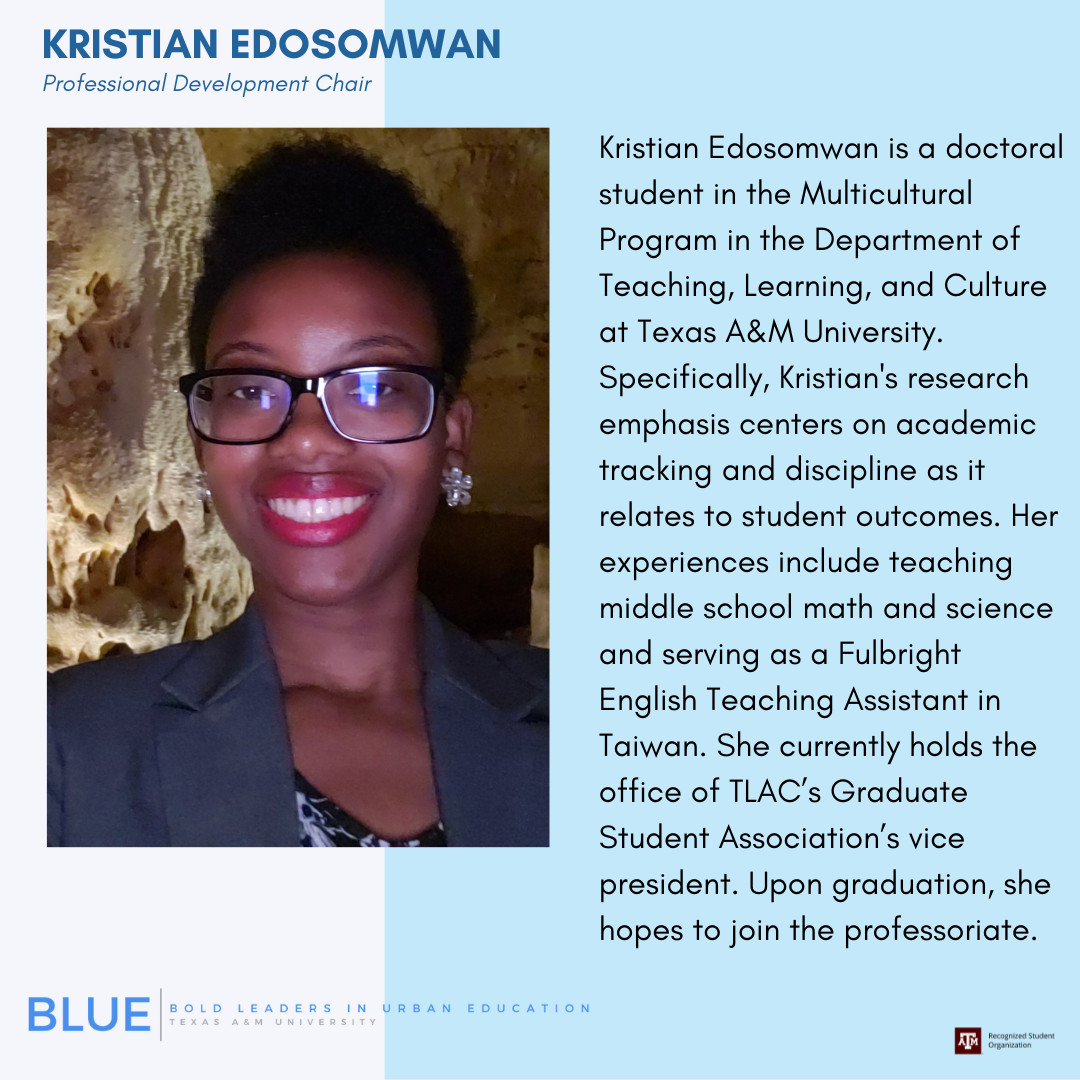 KRISTIAN EDOSOMWAN
Professional Development Chair
Kristian Edosomwan is a doctoral
student in the Multicultural
Program in the Department of
Teaching, Learning, and Culture
at Texas A&M University.
Specifically, Kristian's research
emphasis centers on academic
tracking and discipline as it
relates to student outcomes. Her
experiences include teaching
middle school math and science
and serving as a Fulbright
English Teaching Assistant in
Taiwan. She currently holds the
office of TLAC’s Graduate
Student Association’s vice
president. Upon graduation, she
hopes to join the professoriate.
BLUE
BOLD LEADERS IN URBAN EDUCATION
TEXAS A&M UNIVERSITY
ATM
Recognized Student
Organization